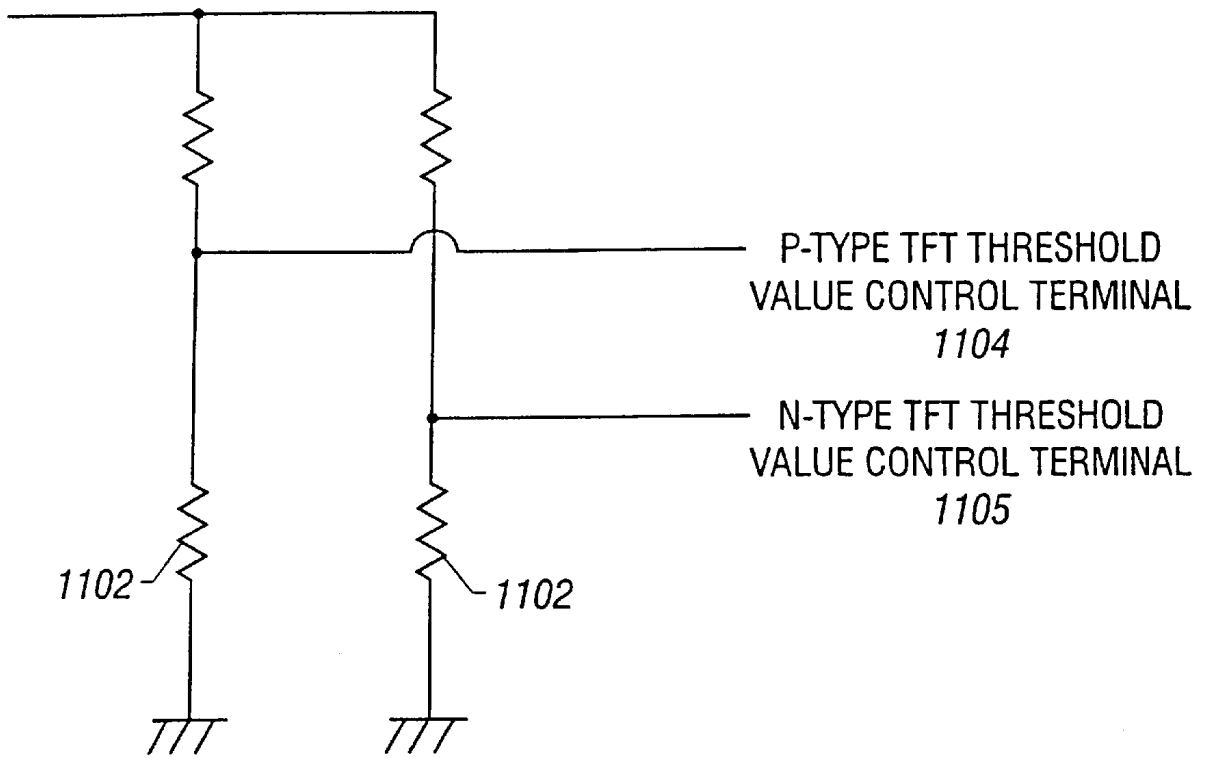 P-TYPE TFT THRESHOLD
VALUE CONTROL TERMINAL
1104
N-TYPE TFT THRESHOLD
VALUE CONTROL TERMINAL
1105
1102
1102